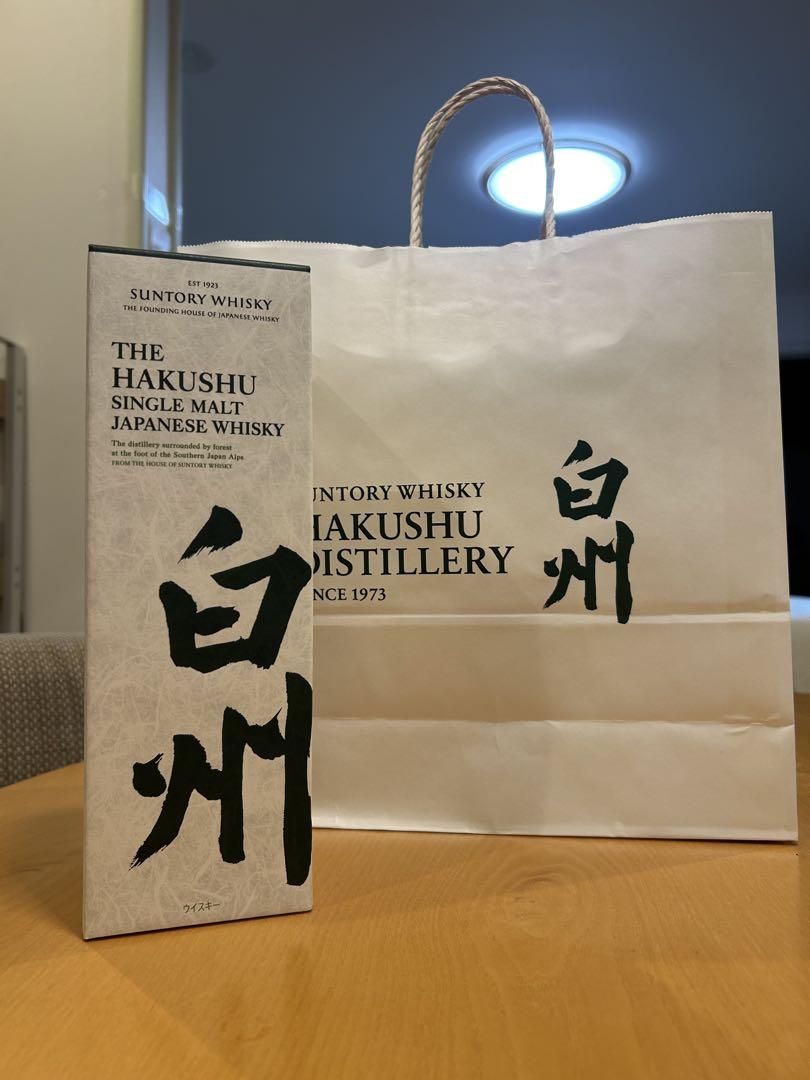 EST 1923
SUNTORY WHISKY
THE FOUNDING HOUSE OF JAPANESE WHISKY
THE
HAKUSHU
SINGLE MALT
JAPANESE WHISKY
The distillery surrounded by forest
at the foot of the Southern Japan Alps
FROM THE HOUSE OF SUNTORY WHISKY
白州
ウイスキー
UNTORY WHISKY
HAKUSHU
DISTILLERY
NCE 1973
白州